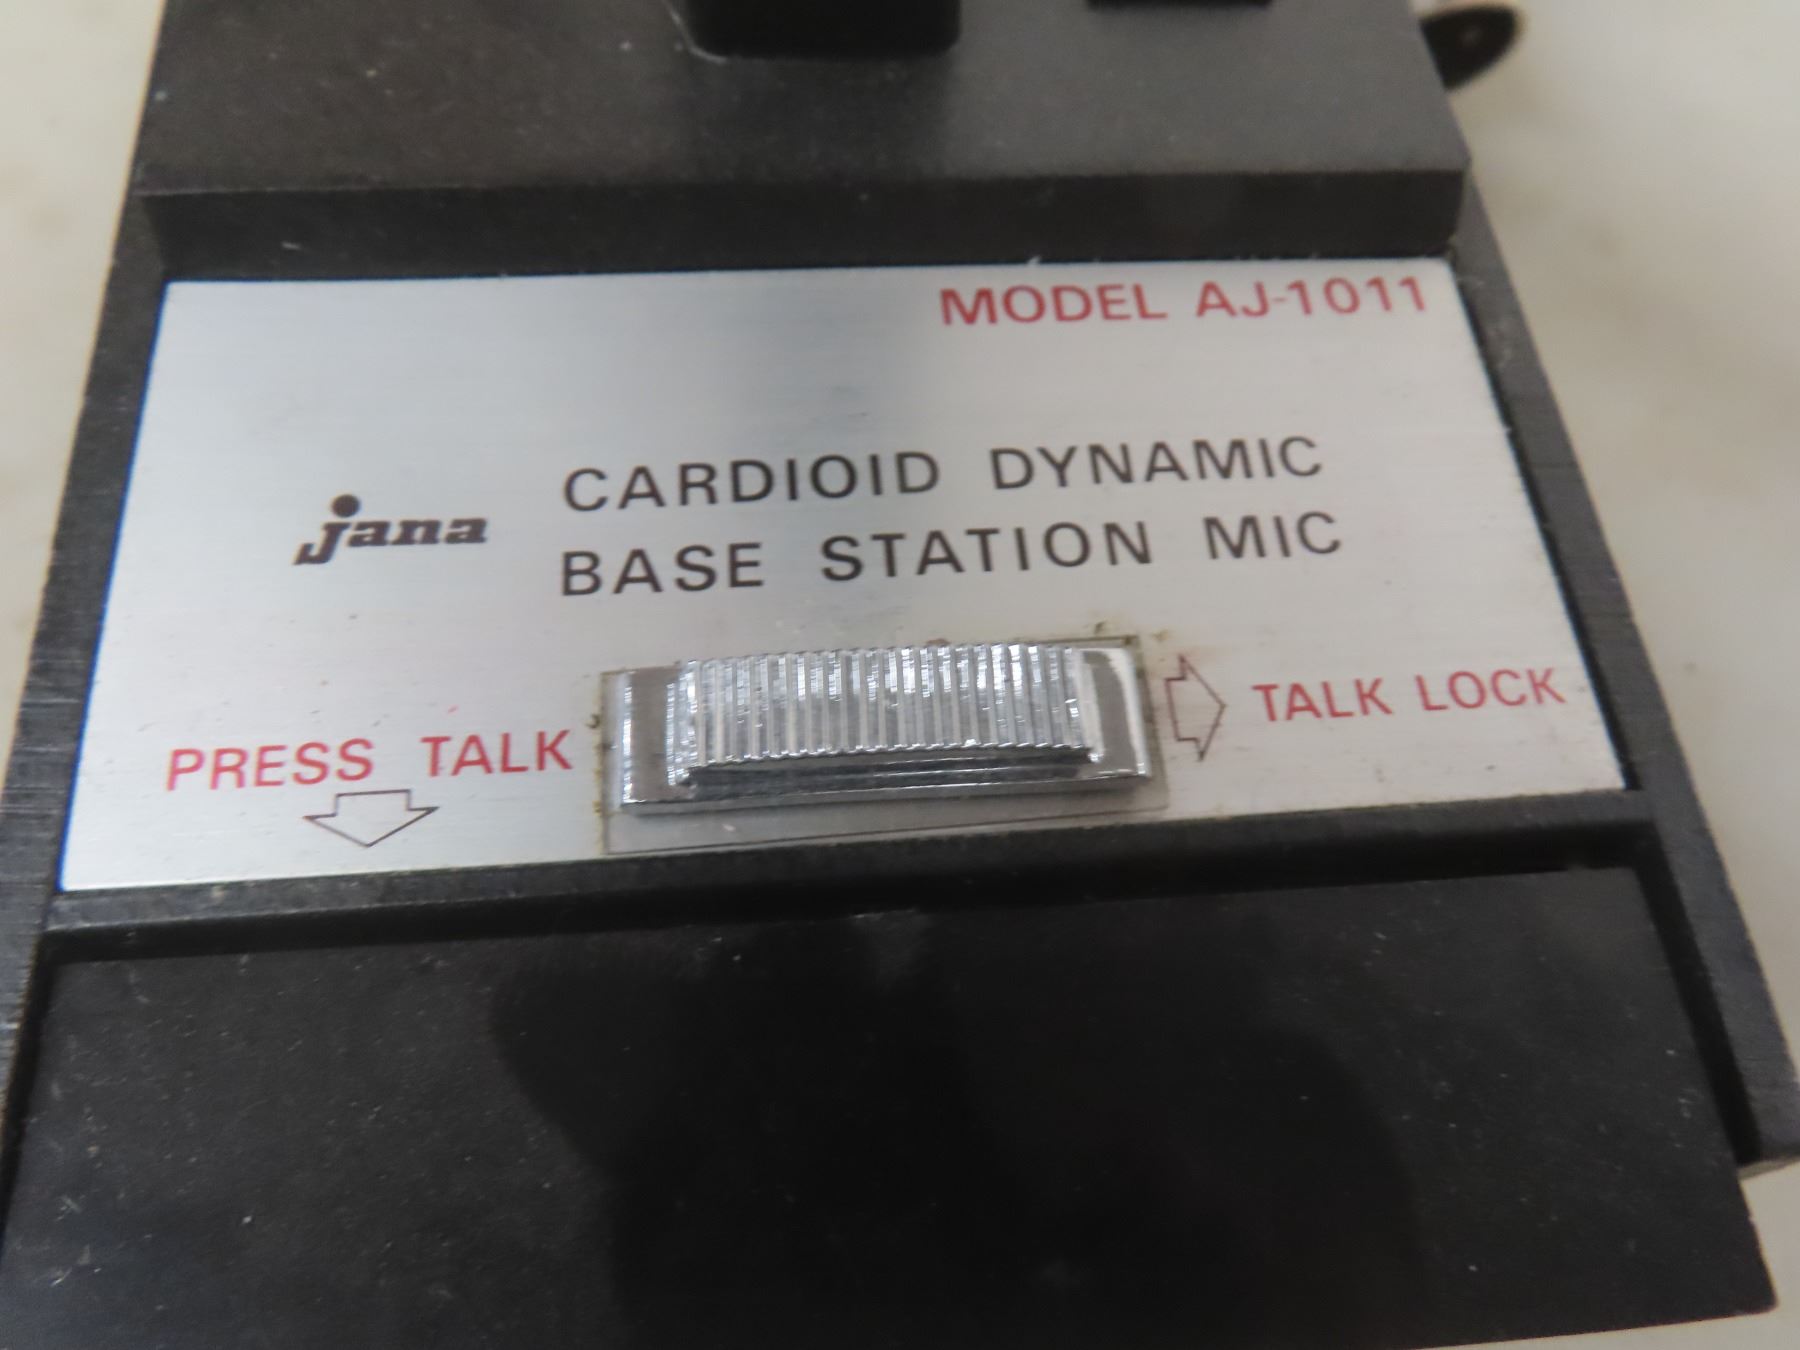 MODEL AJ-1011
jana
CARDIOID DYNAMIC
BASE STATION MIC
PRESS TALK
TALK LOCK